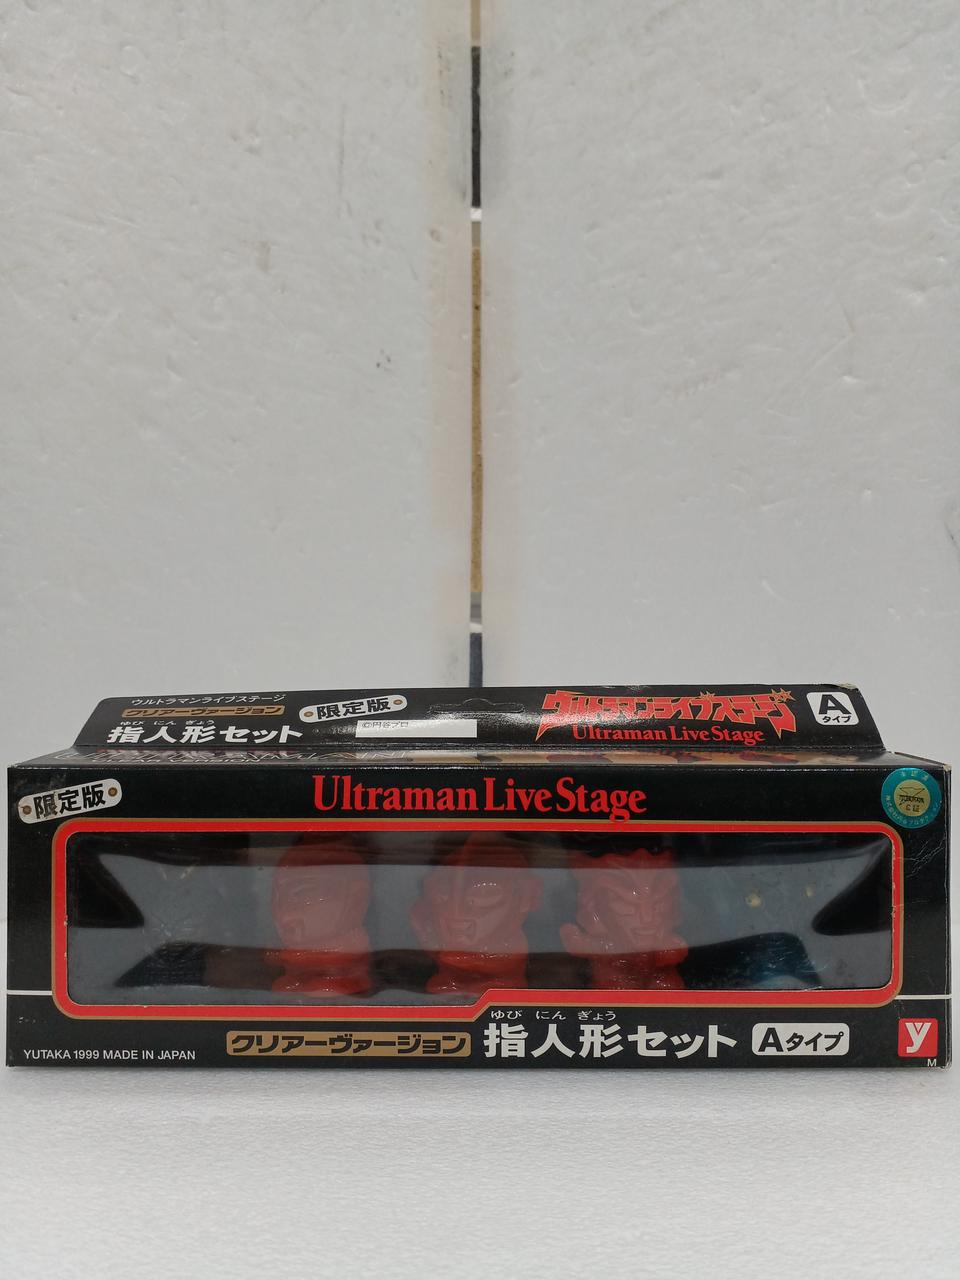 ウルトラマンライブステージ
クリアーヴァージョン
ゆび にん ぎょう
指人形セット
限定版
©円谷プロ
ウルトラマンライブステージ
Ultraman Live Stage
A
タイプ
限定版
Ultraman Live Stage
YUTAKA 1999 MADE IN JAPAN
クリアーヴァージョン
ゆび にん ぎょう
指人形セット
Aタイプ
y
M